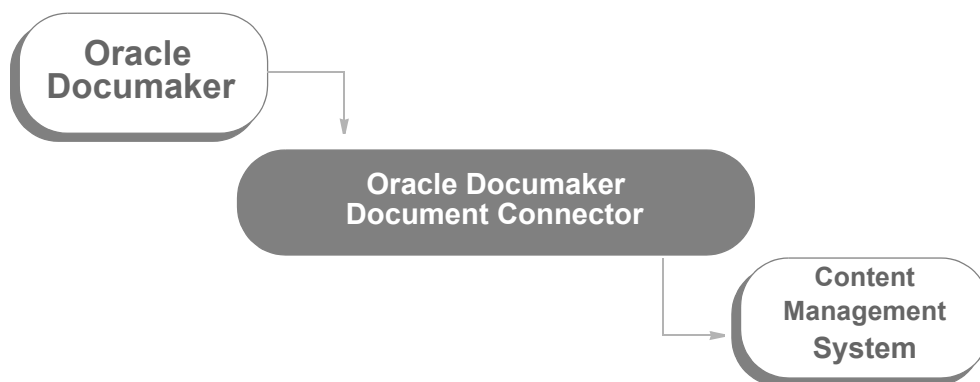 Oracle
Documaker
Oracle Documaker
Document Connector
Content
Management
System